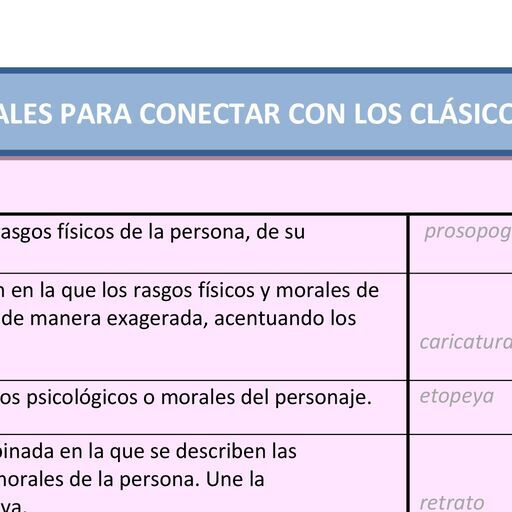 ALES PARA CONECTAR CON LOS CLÁSICO
rasgos físicos de la persona, de su
prosopog
n en la que los rasgos físicos y morales de
de manera exagerada, acentuando los
caricatura
os psicológicos o morales del personaje.
etopeya
binada en la que se describen las
morales de la persona. Une la
ya.
retrato